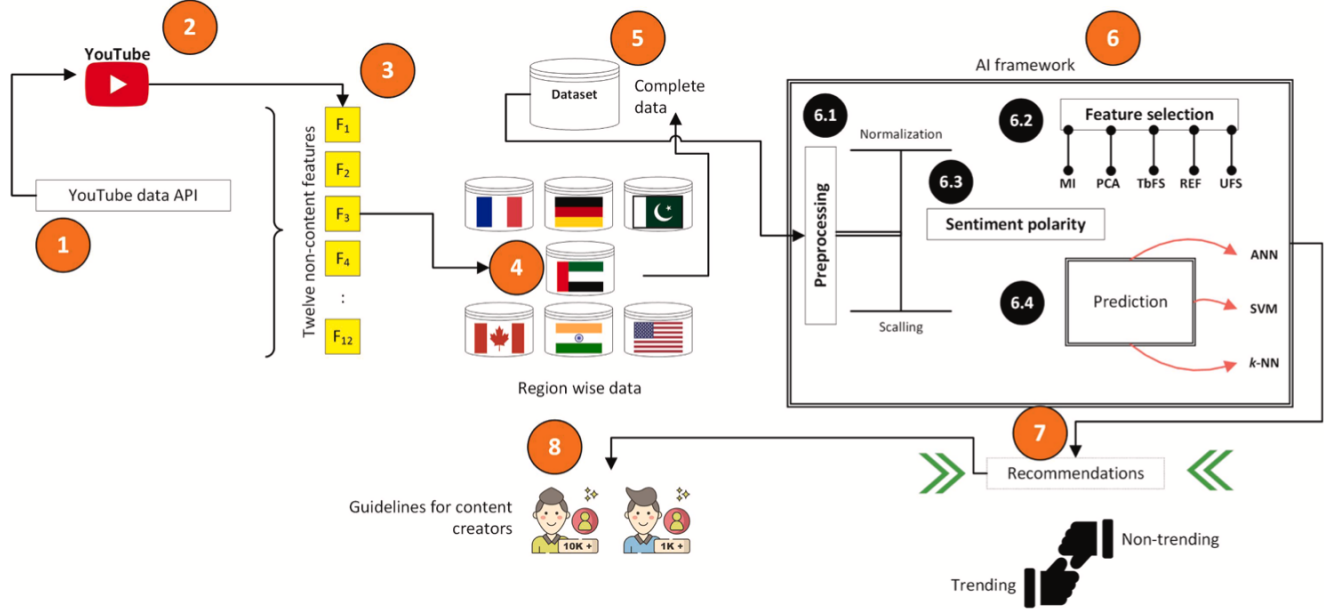 2
YouTube
3
5
6
AI framework
Dataset
Complete
data
6.1
Normalization
6.2
Feature selection
MI PCA TbFS REF UFS
F1
F2
F3
F4
:
F12
Twelve non-content features
YouTube data API
1
4
Region wise data
Preprocessing
6.3
Sentiment polarity
6.4
Prediction
ANN
SVM
k-NN
Scalling
7
Recommendations
8
Guidelines for content
creators
10K +
1K +
Non-trending
Trending